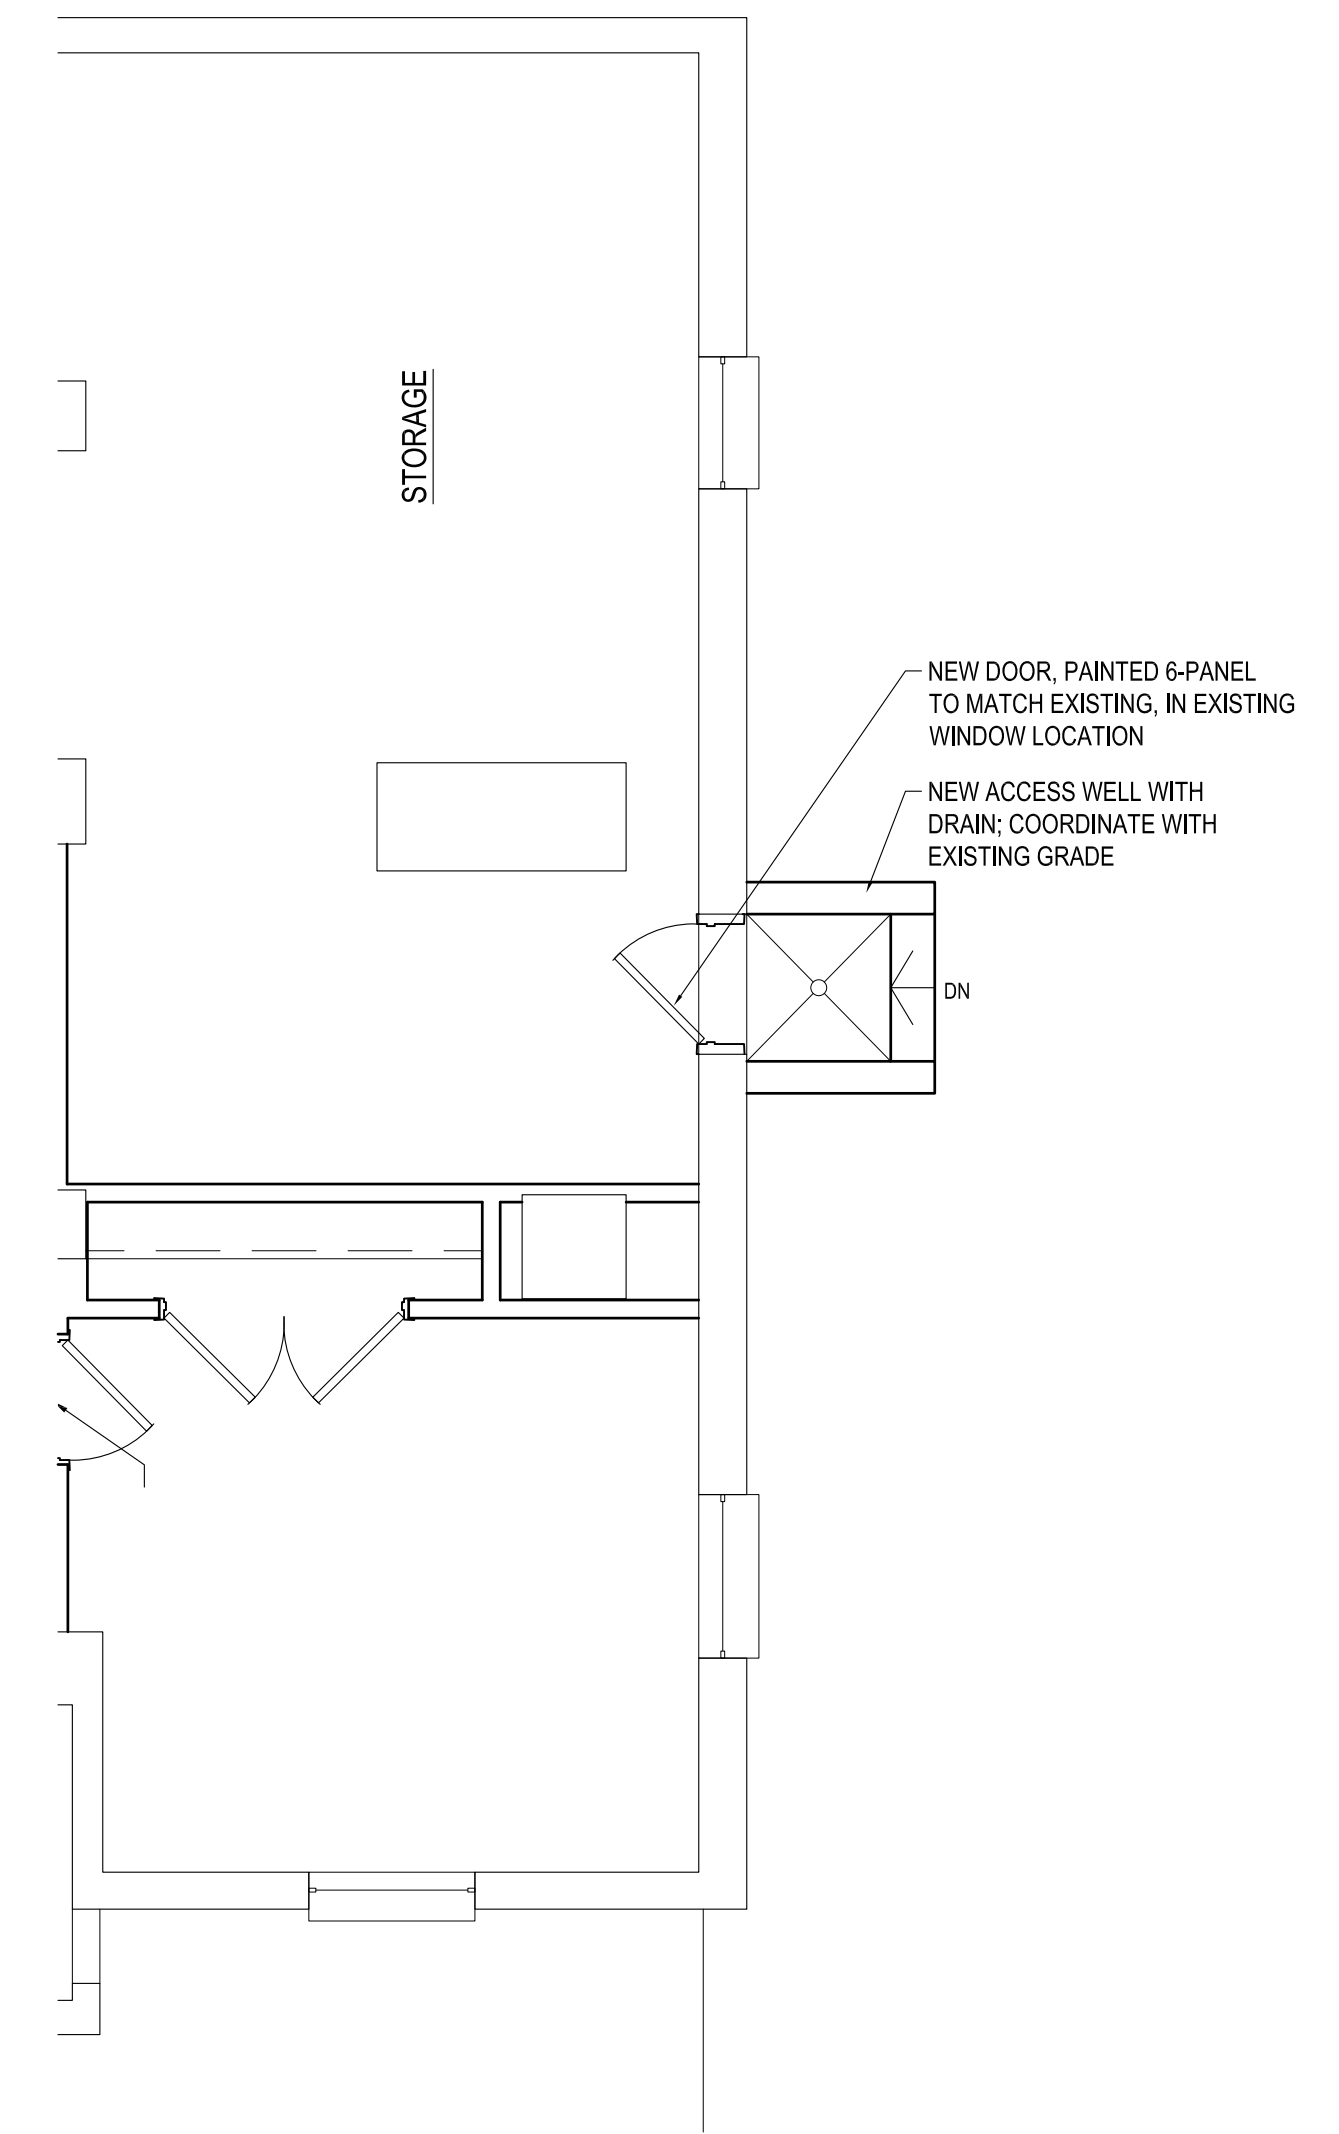 STORAGE
NEW DOOR, PAINTED 6-PANEL
TO MATCH EXISTING, IN EXISTING
WINDOW LOCATION
NEW ACCESS WELL WITH
DRAIN; COORDINATE WITH
EXISTING GRADE
DN